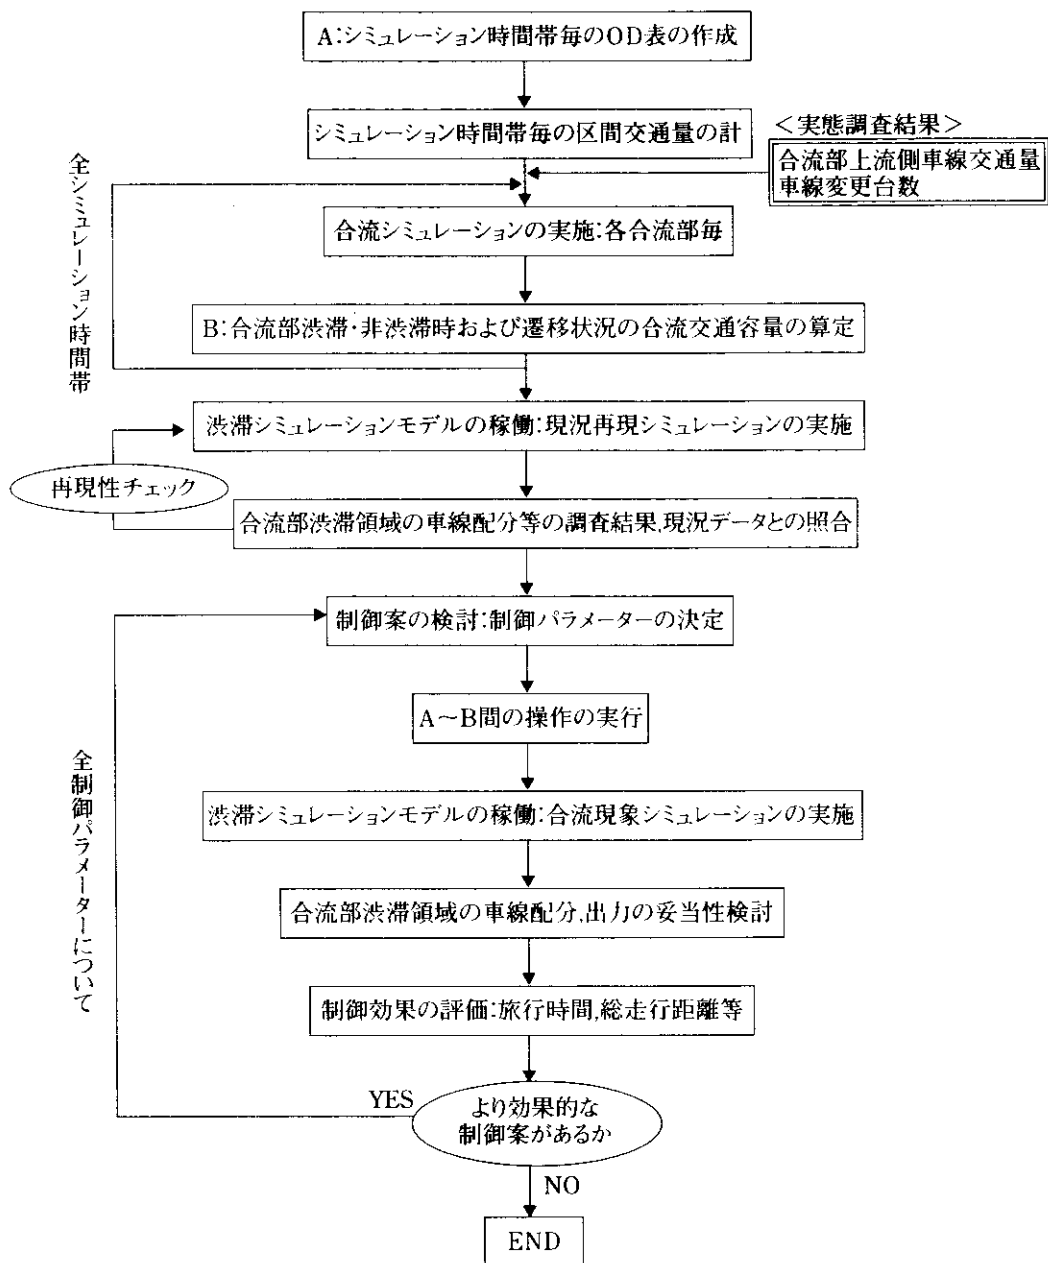 A:シミュレーション時間帯毎のOD表の作成
シミュレーション時間帯毎の区間交通量の計
<実態調査結果>
合流部上流側車線交通量
車線変更台数
全シミュレーション時間帯
合流シミュレーションの実施:各合流部毎
B:合流部渋滞・非渋滞時および遷移状況の合流交通容量の算定
渋滞シミュレーションモデルの稼働:現況再現シミュレーションの実施
再現性チェック
合流部渋滞領域の車線配分等の調査結果,現況データとの照合
制御案の検討:制御パラメーターの決定
A～B間の操作の実行
全制御パラメーターについて
渋滞シミュレーションモデルの稼働:合流現象シミュレーションの実施
合流部渋滞領域の車線配分,出力の妥当性検討
制御効果の評価:旅行時間,総走行距離等
YES
より効果的な
制御案があるか
NO
END